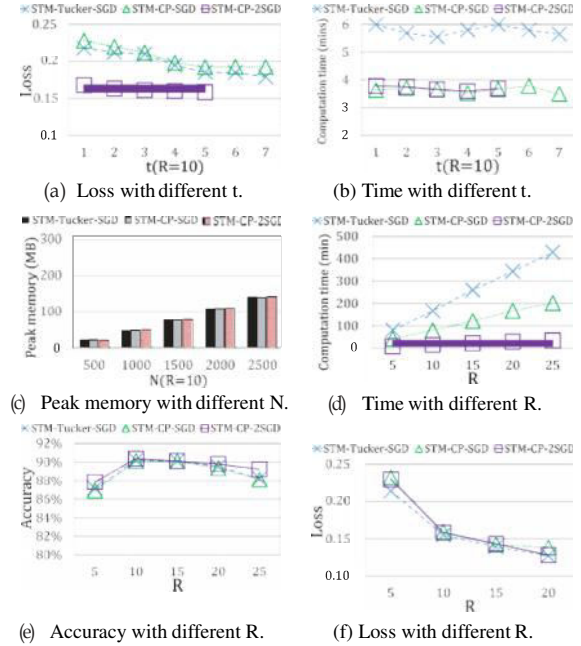 STM-Tucker-SGD STM-CP-SGD STM-CP-2SGD
0.25
0.2
0.15
0.1
Loss
1 2 3 4 5 6 7
t(R=10)
(a) Loss with different t.
STM-Tucker-SGD STM-CP-SGD STM-CP-2SGD
6
5
4
3
2
Computation time (mins)
1 2 3 4 5 6 7
t(R=10)
(b) Time with different t.
STM-Tucker-SGD STM-CP-SGD STM-CP-2SGD
300
200
100
0
Peak memory (MB)
500 1000 1500 2000 2500
N(R=10)
(c) Peak memory with different N.
STM-Tucker-SGD STM-CP-SGD STM-CP-2SGD
500
400
300
200
100
0
Computation time (min)
5 10 15 20 25
R
(d) Time with different R.
STM-Tucker-SGD STM-CP-SGD STM-CP-2SGD
92%
90%
88%
86%
84%
82%
80%
Accuracy
5 10 15 20 25
R
(e) Accuracy with different R.
STM-Tucker-SGD STM-CP-SGD STM-CP-2SGD
0.25
0.20
0.15
0.10
Loss
5 10 15 20
R
(f) Loss with different R.